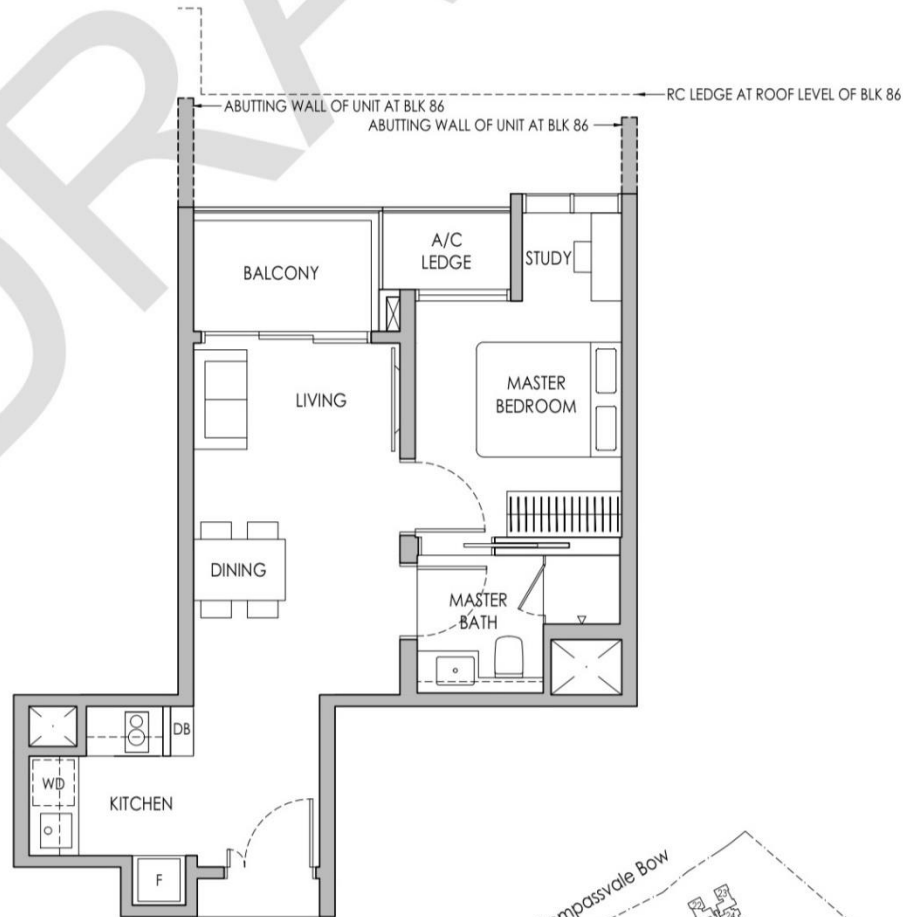 RC LEDGE AT ROOF LEVEL OF BLK 86
ABUTTING WALL OF UNIT AT BLK 86
ABUTTING WALL OF UNIT AT BLK 86
BALCONY
A/C
LEDGE
STUDY
LIVING
MASTER
BEDROOM
DINING
MASTER
BATH
DB
WD
KITCHEN
F
Bow